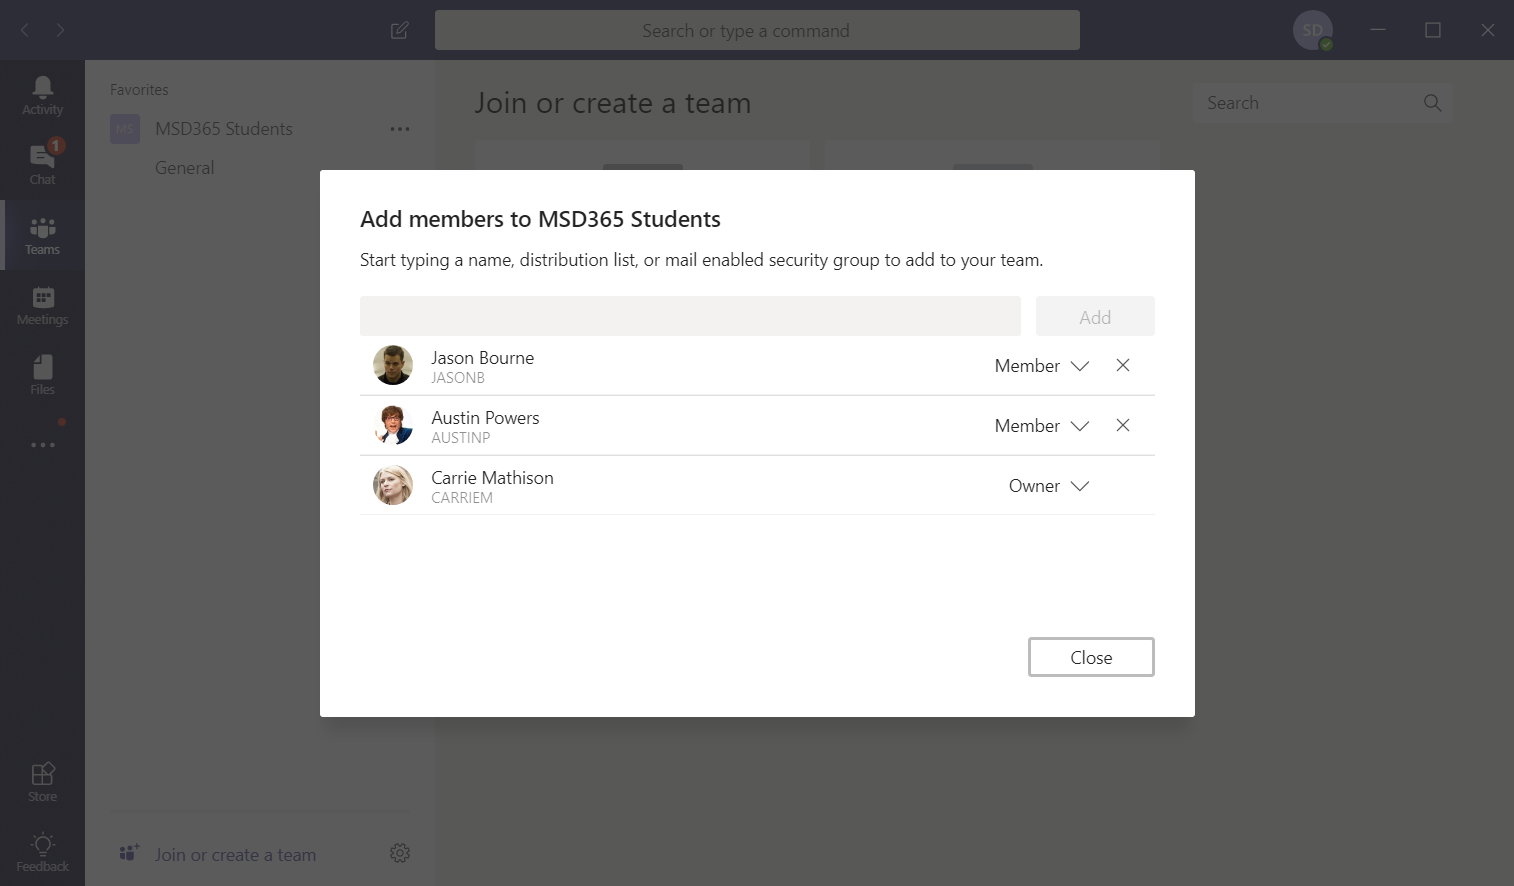 Search or type a command
SD
Activity
Chat
1
Teams
Meetings
Files
Store
Feedback
Favorites
MS
MSD365 Students
General
Join or create a team
Join or create a team
Search
Add members to MSD365 Students
Start typing a name, distribution list, or mail enabled security group to add to your team.
Add
Jason Bourne
JASONB
Member
Austin Powers
AUSTINP
Member
Carrie Mathison
CARRIEM
Owner
Close